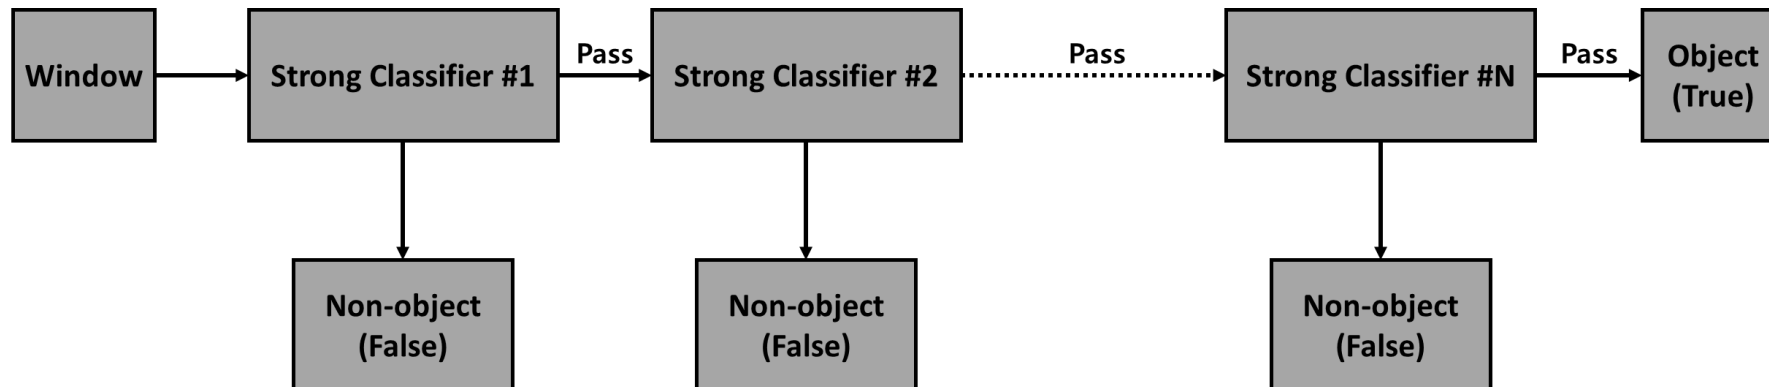 Window
Strong Classifier #1
Pass
Strong Classifier #2
Pass
Strong Classifier #N
Pass
Object
(True)
Non-object
(False)
Non-object
(False)
Non-object
(False)